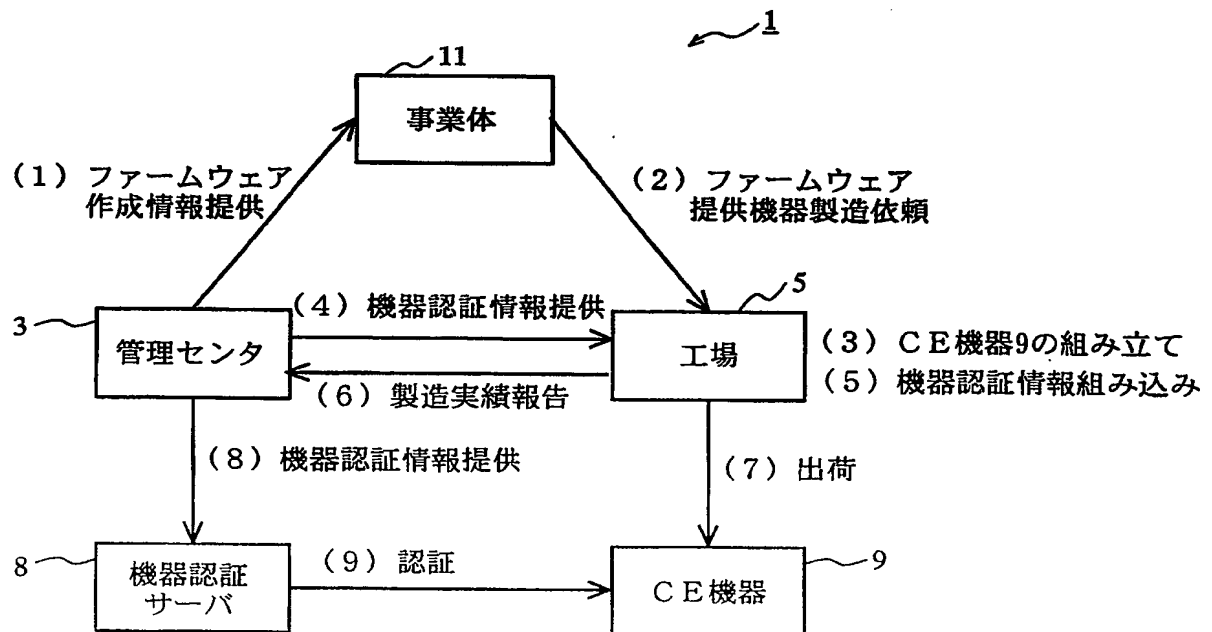 1
11
事業体
(1) ファームウェア
作成情報提供
(2) ファームウェア
提供機器製造依頼
3
管理センタ
(4) 機器認証情報提供
(6) 製造実績報告
5
工場
(3) CE機器9の組み立て
(5) 機器認証情報組み込み
(8) 機器認証情報提供
(7) 出荷
8
機器認証
サーバ
(9) 認証
CE機器
9